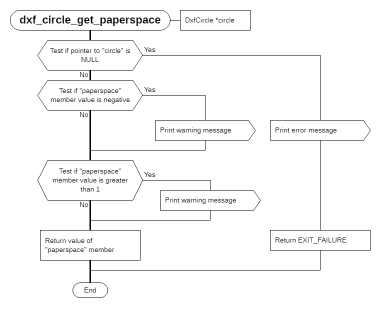 dxf_circle_get_paperspace
DxfCircle *circle
Test if pointer to "circle" is
NULL
Yes
No
Test if "paperspace"
member value is negative
Yes
No
Print warning message
Print error message
Test if "paperspace"
member value is greater
than 1
Yes
No
Print warning message
Return value of
"paperspace" member
Return EXIT_FAILURE
End